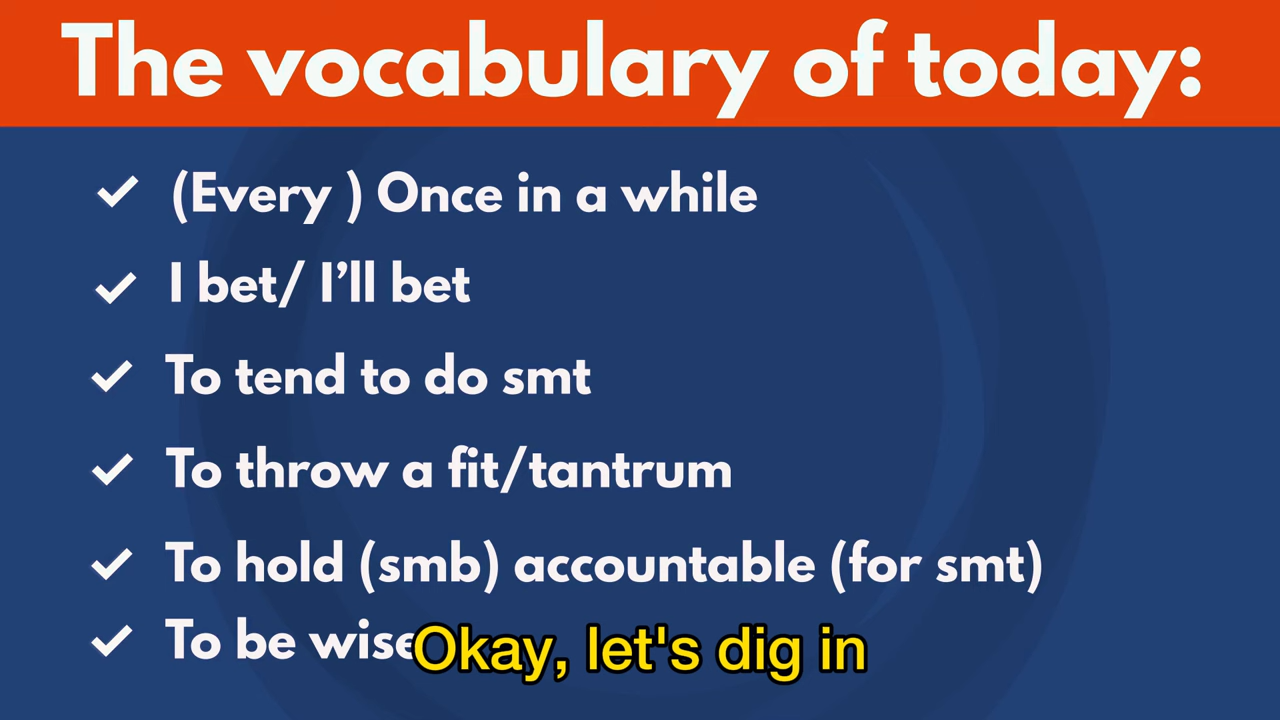 The vocabulary of today:
(Every ) Once in a while
I bet/ I'll bet
To tend to do smt
To throw a fit/tantrum
To hold (smb) accountable (for smt)
To be wise
Okay, let's dig in